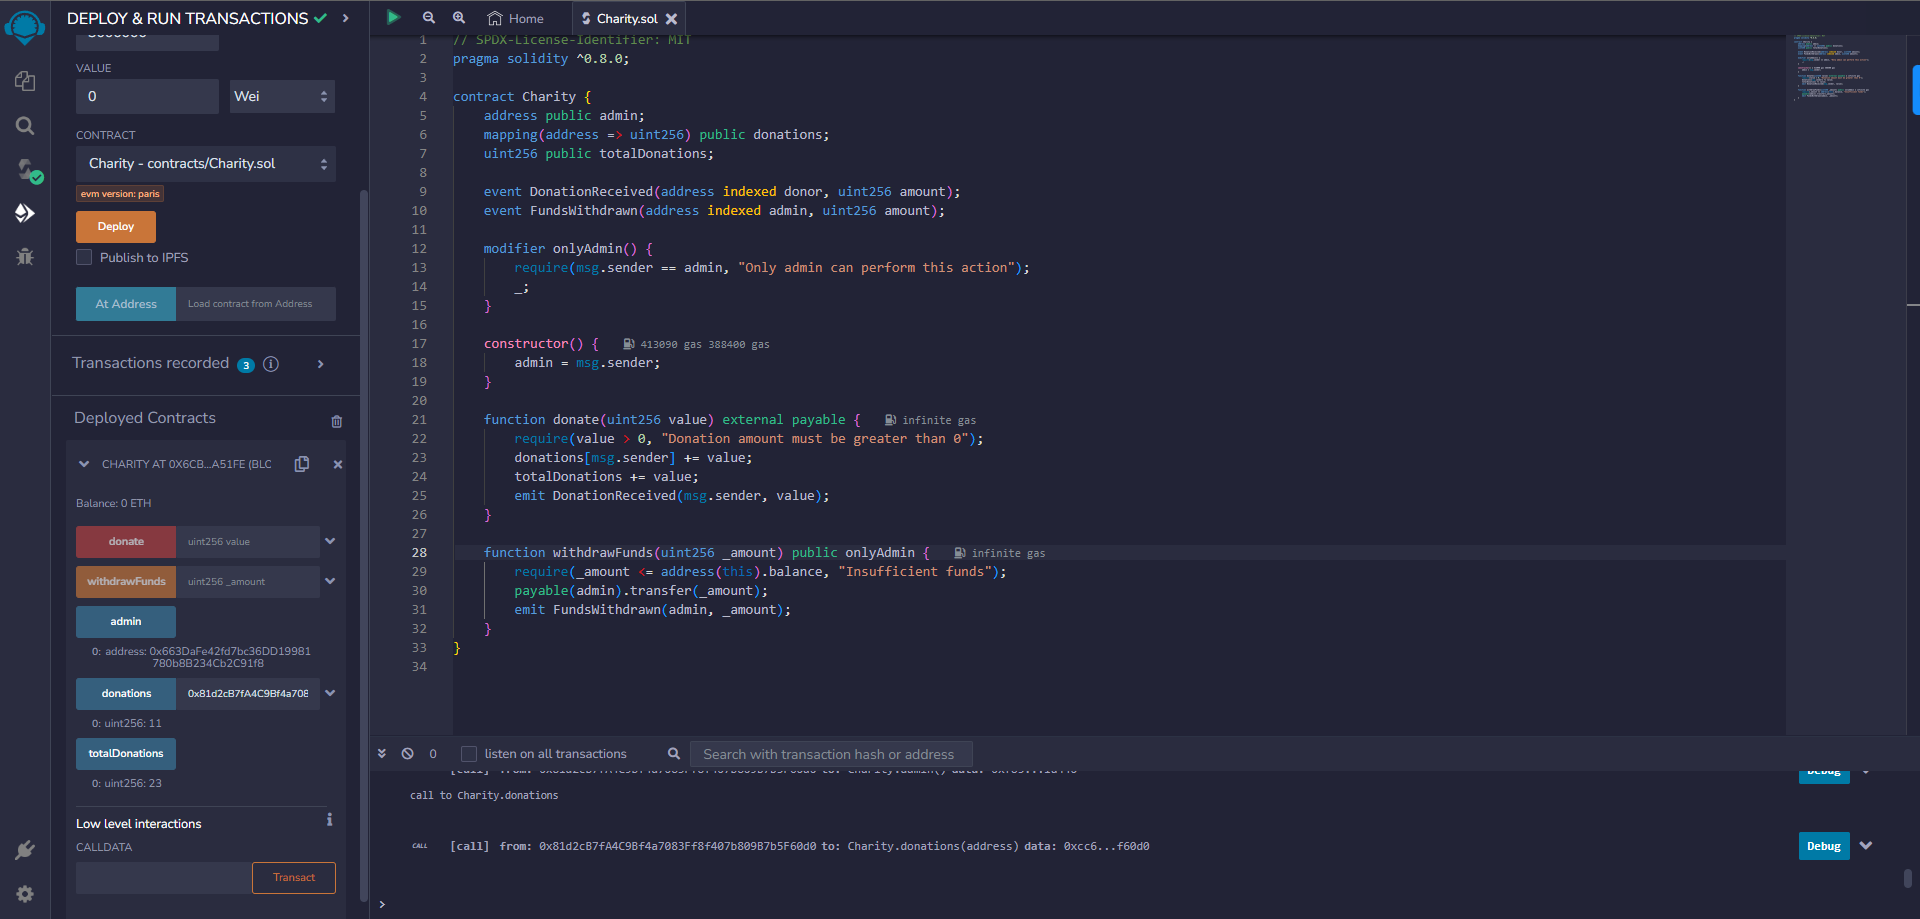 DEPLOY & RUN TRANSACTIONS
VALUE
0
Wei
CONTRACT
Charity - contracts/Charity.sol
evm version: paris
Deploy
Publish to IPFS
At Address
Load contract from Address
Transactions recorded 3 i
Deployed Contracts
CHARITY AT 0X6CB...A51FE (BLC
Balance: 0 ETH
donate
uint256 value
withdrawFunds
uint256 _amount
admin
0: address: 0x663DaFe42fd7bc36DD19981
780b8B234Cb2C91f8
donations
0x81d2cB7fA4C9Bf4a708
0: uint256: 11
totalDonations
0: uint256: 23
Low level interactions
i
CALLDATA
Transact
Home
Charity.sol
1 // SPDX-License-Identifier: MIT
2 pragma solidity ^0.8.0;
3
4 contract Charity {
5 address public admin;
6 mapping(address => uint256) public donations;
7 uint256 public totalDonations;
8
9 event DonationReceived(address indexed donor, uint256 amount);
10 event FundsWithdrawn(address indexed admin, uint256 amount);
11
12 modifier onlyAdmin() {
13 require(msg.sender == admin, "Only admin can perform this action");
14 _;
15 }
16
17 constructor() { 413090 gas 388400 gas
18 admin = msg.sender;
19 }
20
21 function donate(uint256 value) external payable { infinite gas
22 require(value > 0, "Donation amount must be greater than 0");
23 donations[msg.sender] += value;
24 totalDonations += value;
25 emit DonationReceived(msg.sender, value);
26 }
27
28 function withdrawFunds(uint256 _amount) public onlyAdmin { infinite gas
29 require(_amount <= address(this).balance, "Insufficient funds");
30 payable(admin).transfer(_amount);
31 emit FundsWithdrawn(admin, _amount);
32 }
33 }
34
0
listen on all transactions
Search with transaction hash or address
Debug
call to Charity.donations
CALL [call] from: 0x81d2cB7fA4C9Bf4a7083Ff8f407b809B7b5F60d0 to: Charity.donations(address) data: 0xcc6...f60d0
Debug
>